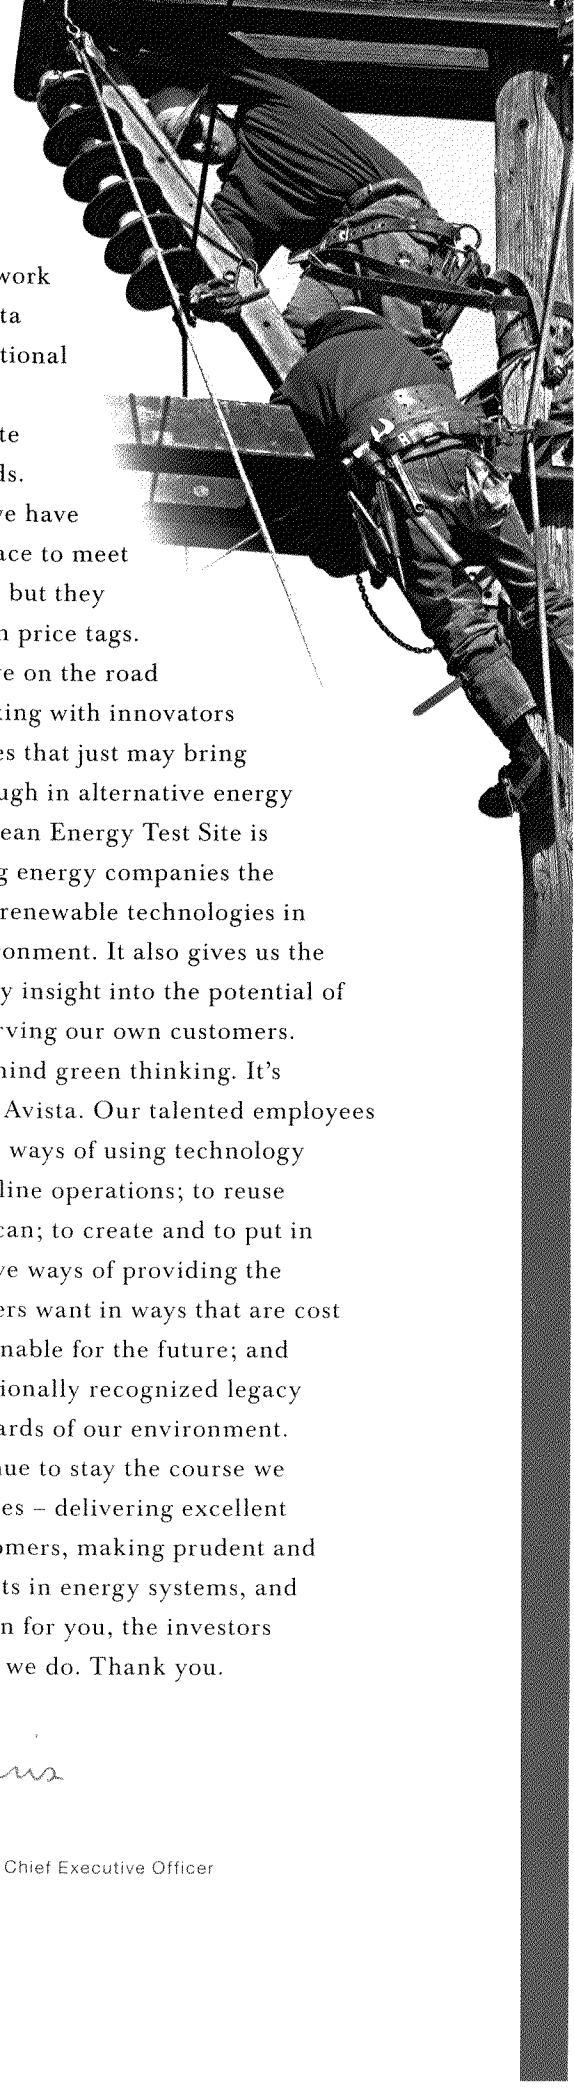 work
ta
tional
te
ds.
ve have
ace to meet
but they
n price tags.
e on the road
king with innovators
es that just may bring
ugh in alternative energy
ean Energy Test Site is
g energy companies the
renewable technologies in
onment. It also gives us the
y insight into the potential of
rving our own customers.
hind green thinking. It's
Avista. Our talented employees
ways of using technology
line operations; to reuse
can; to create and to put in
ve ways of providing the
ers want in ways that are cost
nable for the future; and
tionally recognized legacy
ards of our environment.
nue to stay the course we
es – delivering excellent
omers, making prudent and
ts in energy systems, and
n for you, the investors
we do. Thank you.
Chief Executive Officer